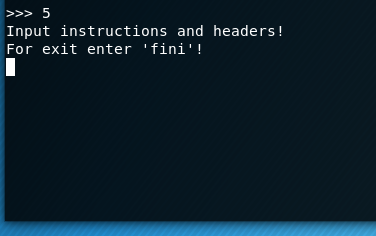 >>> 5
Input instructions and headers!
For exit enter 'fini'!